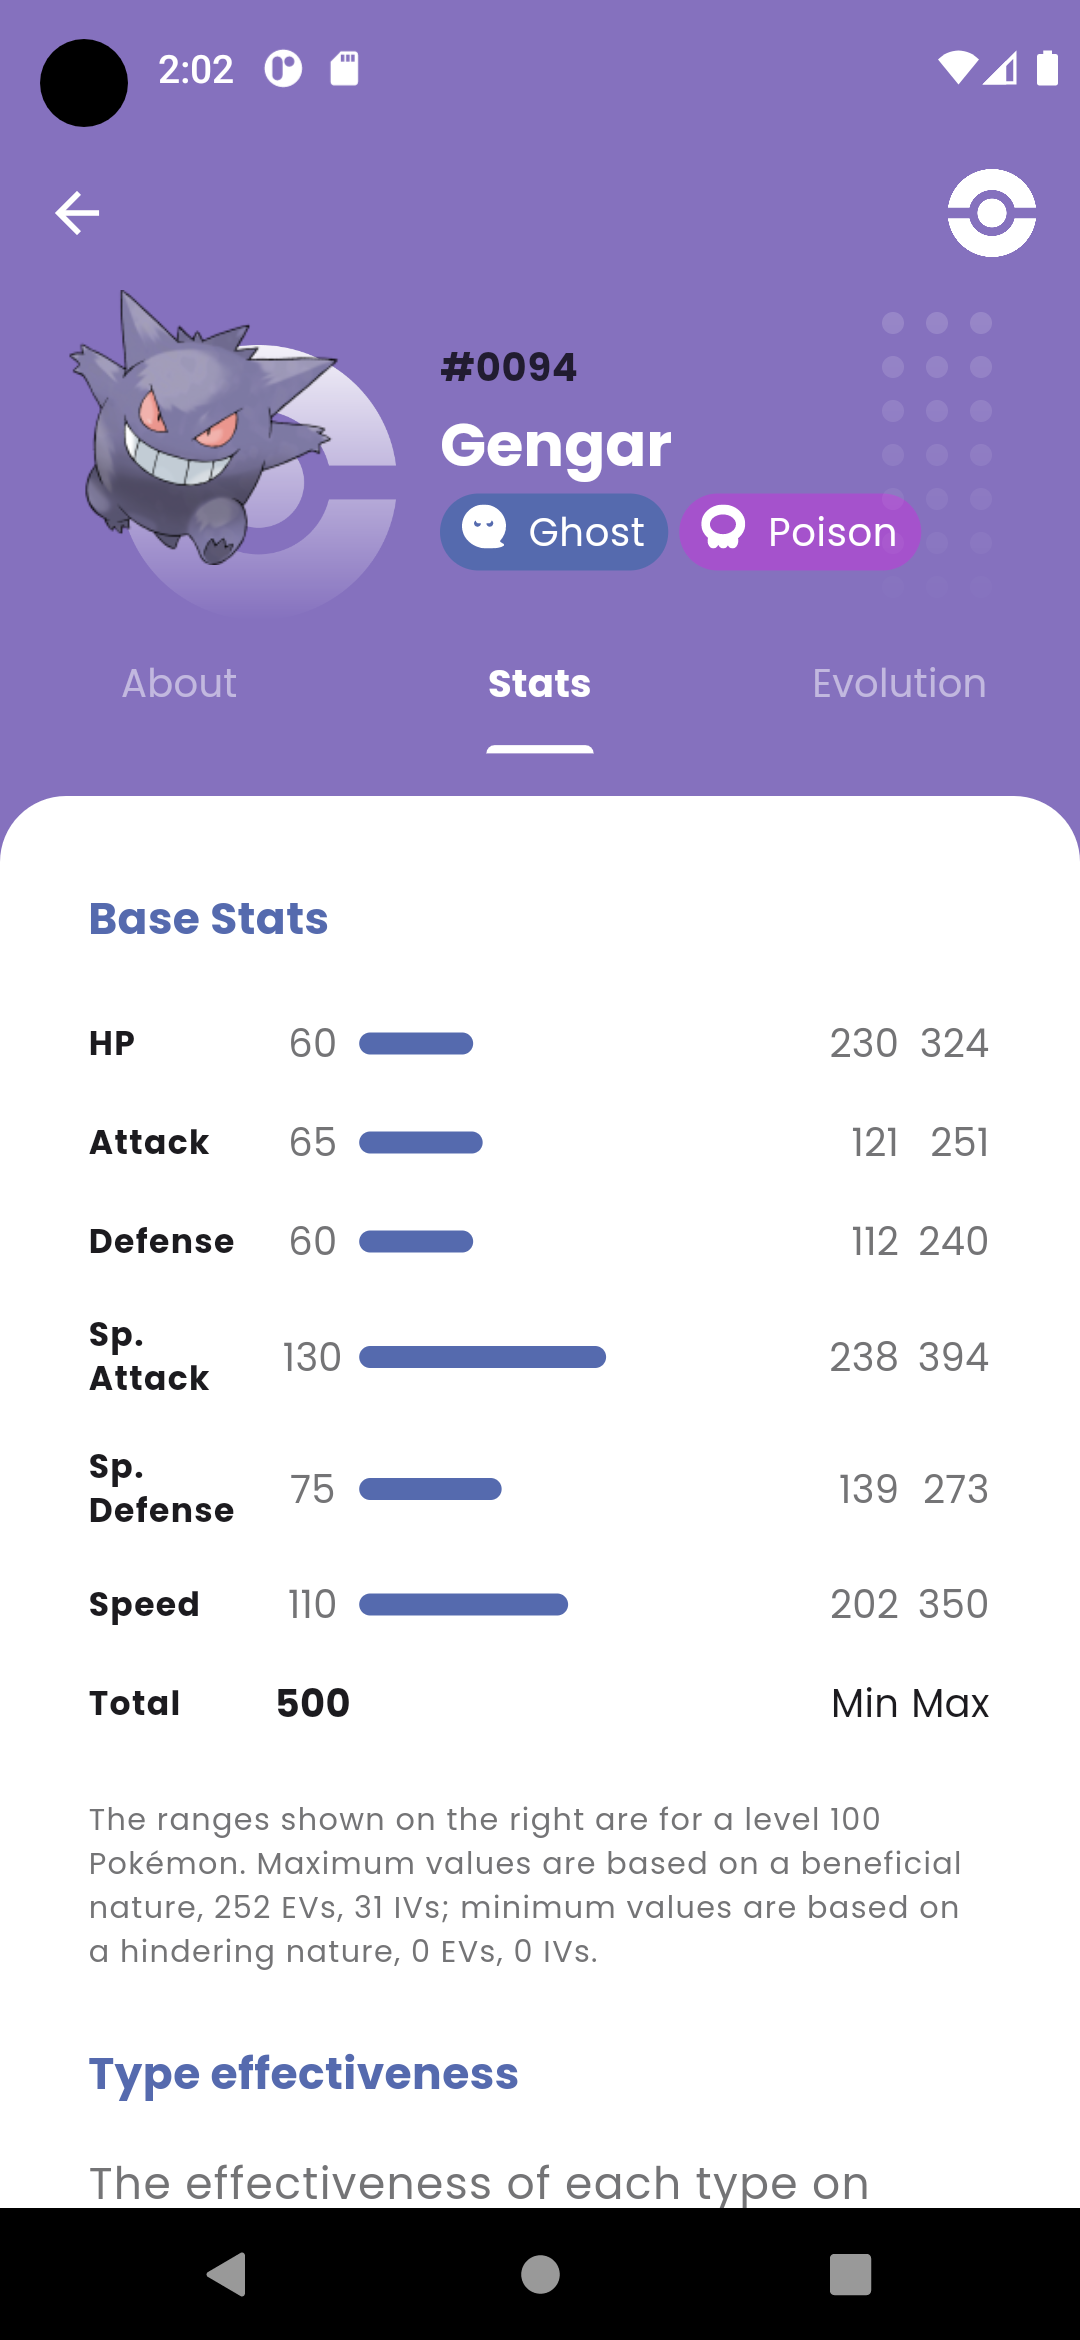 2:02
#0094
Gengar
Ghost Poison
About Stats Evolution
Base Stats
HP 60 230 324
Attack 65 121 251
Defense 60 112 240
Sp.
Attack 130 238 394
Sp.
Defense 75 139 273
Speed 110 202 350
Total 500 Min Max
The ranges shown on the right are for a level 100
Pokémon. Maximum values are based on a beneficial
nature, 252 EVs, 31 IVs; minimum values are based on
a hindering nature, 0 EVs, 0 IVs.
Type effectiveness
The effectiveness of each type on